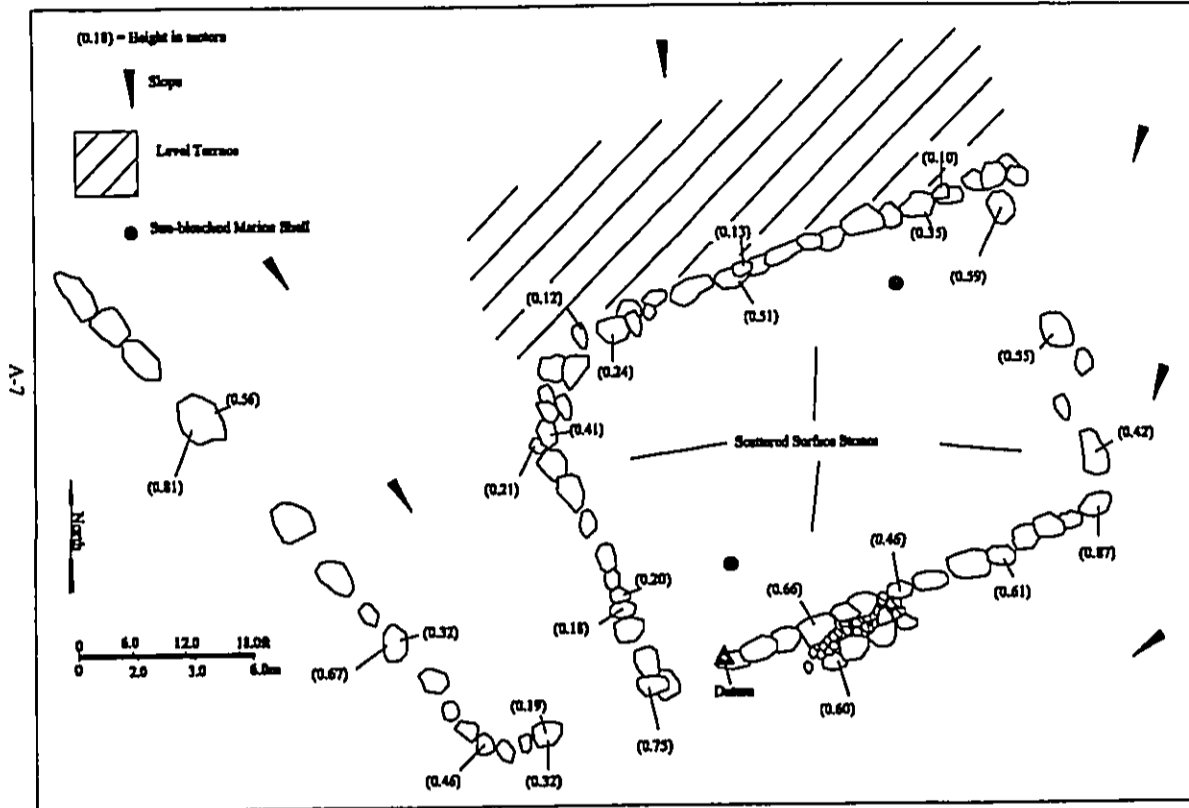 (0.18) = Height in meters
Slope
Level Terrace
Sun-bleached Marine Shell
(0.10)
(0.13)
(0.35)
(0.59)
(0.12)
(0.51)
(0.24)
(0.55)
(0.56)
(0.41)
(0.42)
Scattered Surface Stones
(0.81)
(0.21)
A-7
North
(0.46)
(0.87)
(0.20)
(0.66)
(0.61)
(0.18)
(0.32)
0 6.0 12.0 18.0ft
0 2.0 3.0 6.0m
(0.67)
Datum
(0.19)
(0.60)
(0.75)
(0.46)
(0.32)